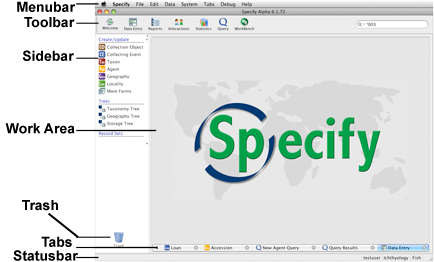 Menubar
Specify File Edit Data System Tabs Debug Help
Specify Alpha 6.1.72
Toolbar
Welcome Data Entry Reports Interactions Statistics Query WorkBench
Sidebar
Create/Update
Collection Object
Collecting Event
Taxon
Agent
Geography
Locality
More Forms
Trees
Taxonomy Tree
Geography Tree
Storage Tree
Record Sets
Work Area
Specify
Trash
Trash
Tabs
Loan Accession New Agent Query Query Results Data Entry
Statusbar
testuser Ichthyology Fish